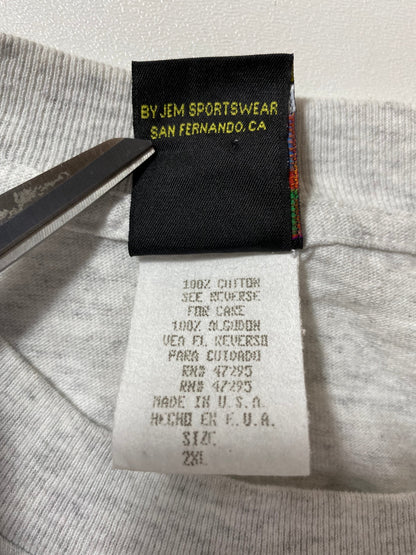 BY JEM SPORTSWEAR
SAN FERNANDO, CA
100% COTTON
SEE REVERSE
FOR CARE
100% ALGODON
VEA EL REVERSO
PARA CUIDADO
RN# 47295
RN# 47295
MADE IN U.S.A.
HECHO EN E.U.A.
SIZE
2XL